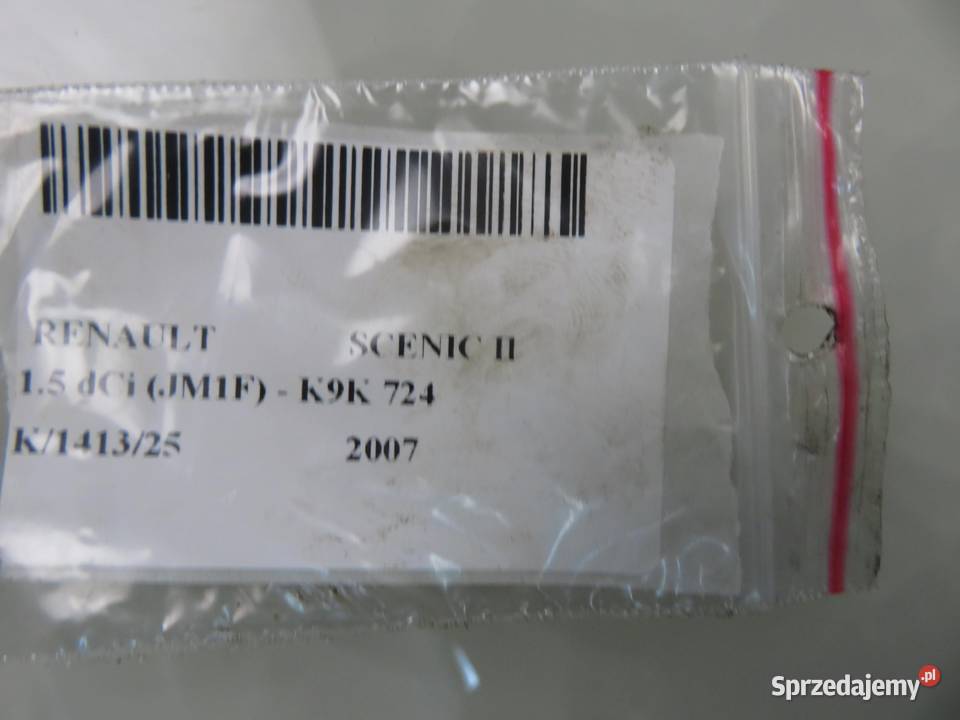 RENAULT SCENIC II
1.5 dCi (JM1F) - K9K 724
K/1413/25 2007
Sprzedajemy.pl